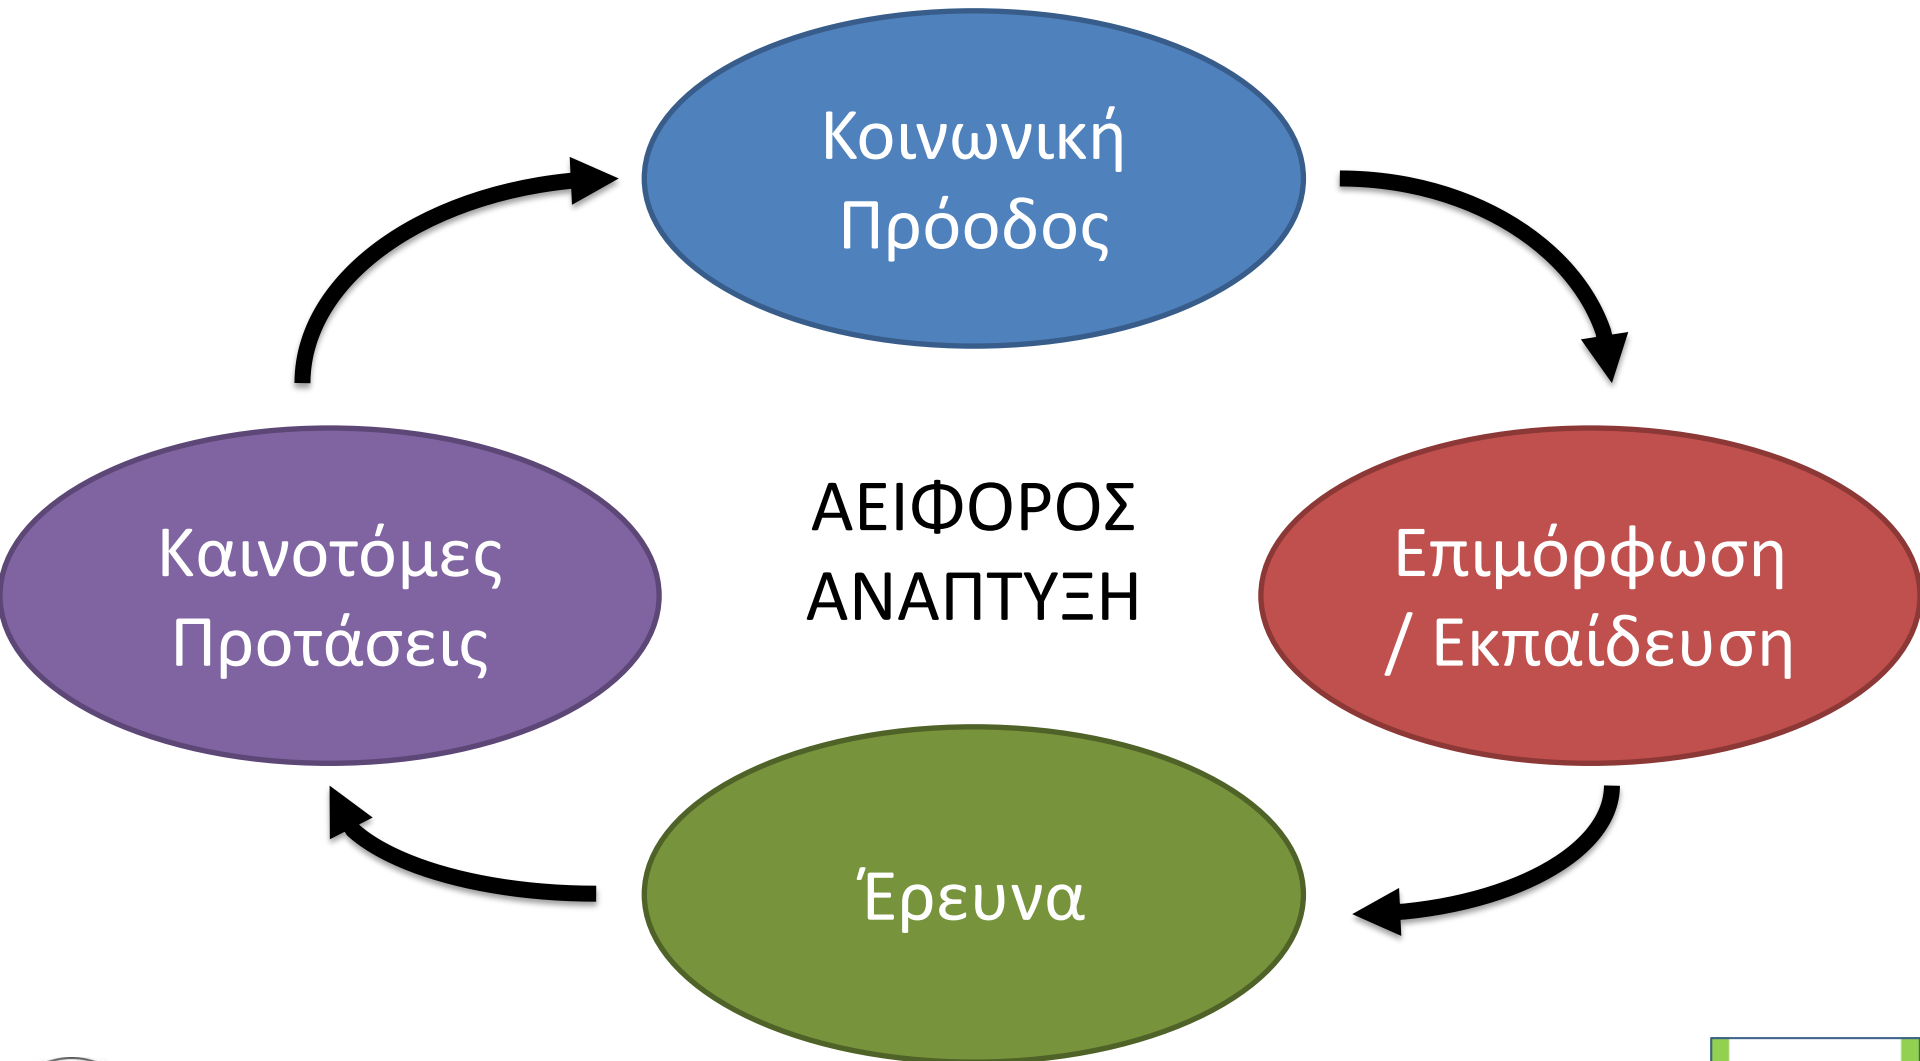 Κοινωνική
Πρόοδος
ΑΕΙΦΟΡΟΣ
ΑΝΑΠΤΥΞΗ
Καινοτόμες
Προτάσεις
Επιμόρφωση
/ Εκπαίδευση
Έρευνα